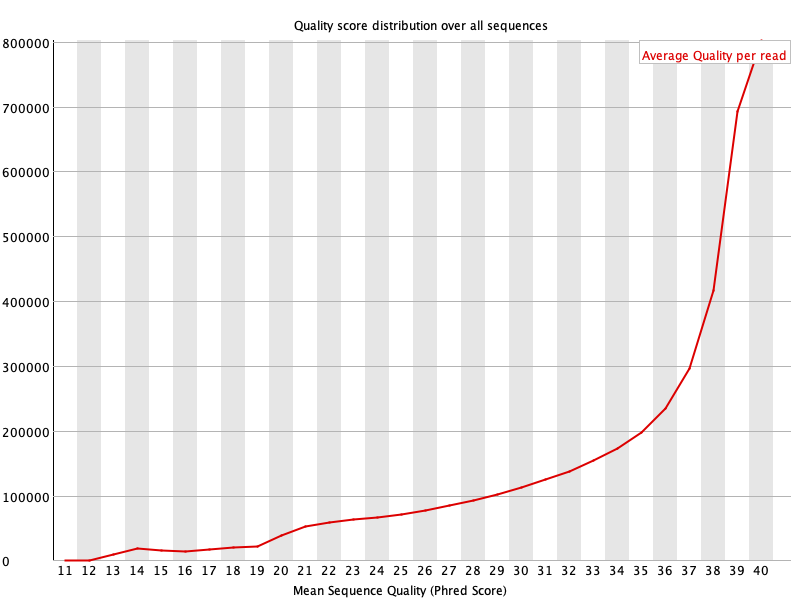 Quality score distribution over all sequences
Average Quality per read
800000
700000
600000
500000
400000
300000
200000
100000
0
11 12 13 14 15 16 17 18 19 20 21 22 23 24 25 26 27 28 29 30 31 32 33 34 35 36 37 38 39 40
Mean Sequence Quality (Phred Score)